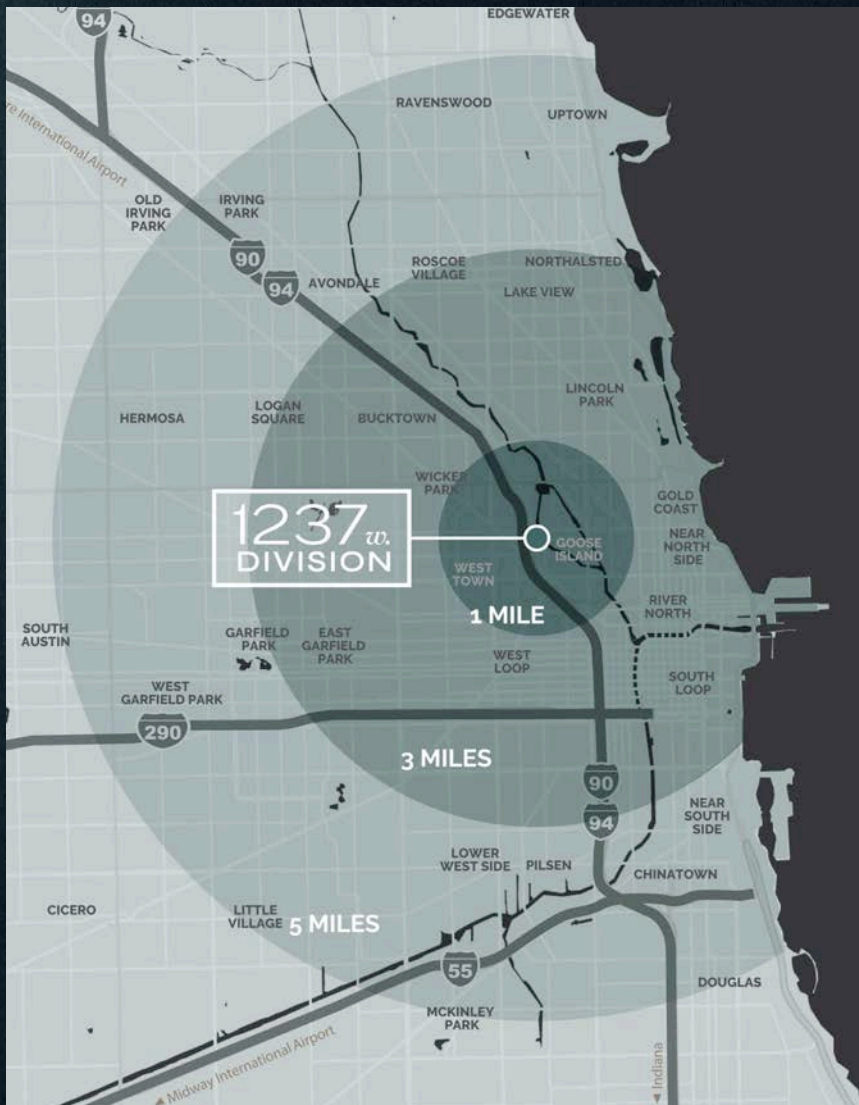 EDGEWATER
94
RAVENSWOOD
UPTOWN
International Airport
OLD
IRVING
PARK
IRVING
PARK
90
94
AVONDALE
ROSCOE
VILLAGE
NORTHALSTED
LAKE VIEW
LINCOLN
PARK
HERMOSA
LOGAN
SQUARE
BUCKTOWN
WICKER
PARK
GOLD
COAST
1237 w.
DIVISION
GOOSE
ISLAND
NEAR
NORTH
SIDE
WEST
TOWN
1 MILE
RIVER
NORTH
SOUTH
AUSTIN
GARFIELD
PARK
EAST
GARFIELD
PARK
WEST
LOOP
SOUTH
LOOP
WEST
GARFIELD PARK
290
3 MILES
90
94
NEAR
SOUTH
SIDE
LOWER
WEST SIDE
PILSEN
CHINATOWN
CICERO
LITTLE
VILLAGE
5 MILES
55
DOUGLAS
MCKINLEY
PARK
Midway International Airport
Indiana